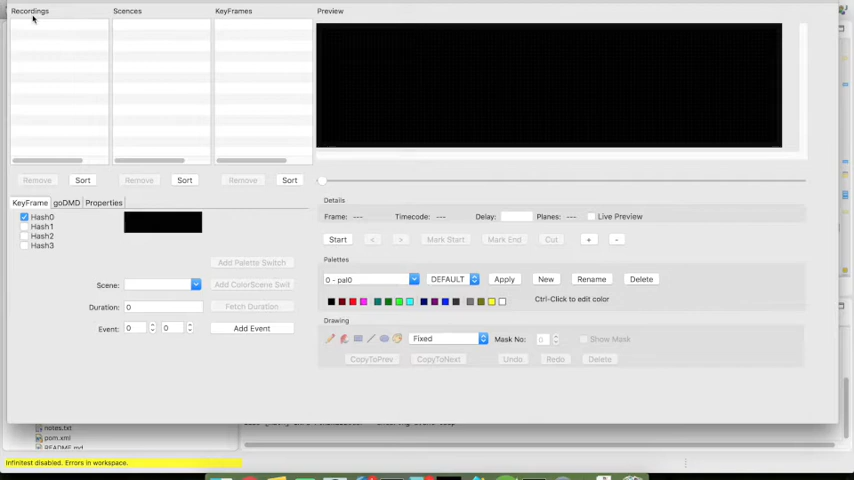 Recordings
Scences
KeyFrames
Preview
Remove
Sort
Remove
Sort
Remove
Sort
KeyFrame
goDMD
Properties
Hash0
Hash1
Hash2
Hash3
Add Palette Switch
Scene:
Add ColorScene Swit
Duration:
0
Fetch Duration
Event:
0
0
Add Event
Details
Frame: ---
Timecode: ---
Delay:
Planes: ---
Live Preview
Start
<
>
Mark Start
Mark End
Cut
+
-
Palettes
0 - pal0
DEFAULT
Apply
New
Rename
Delete
Ctrl-Click to edit color
Drawing
Fixed
Mask No:
0
Show Mask
CopyToPrev
CopyToNext
Undo
Redo
Delete
notes.txt
pom.xml
README.md
Infinitest disabled. Errors in workspace.